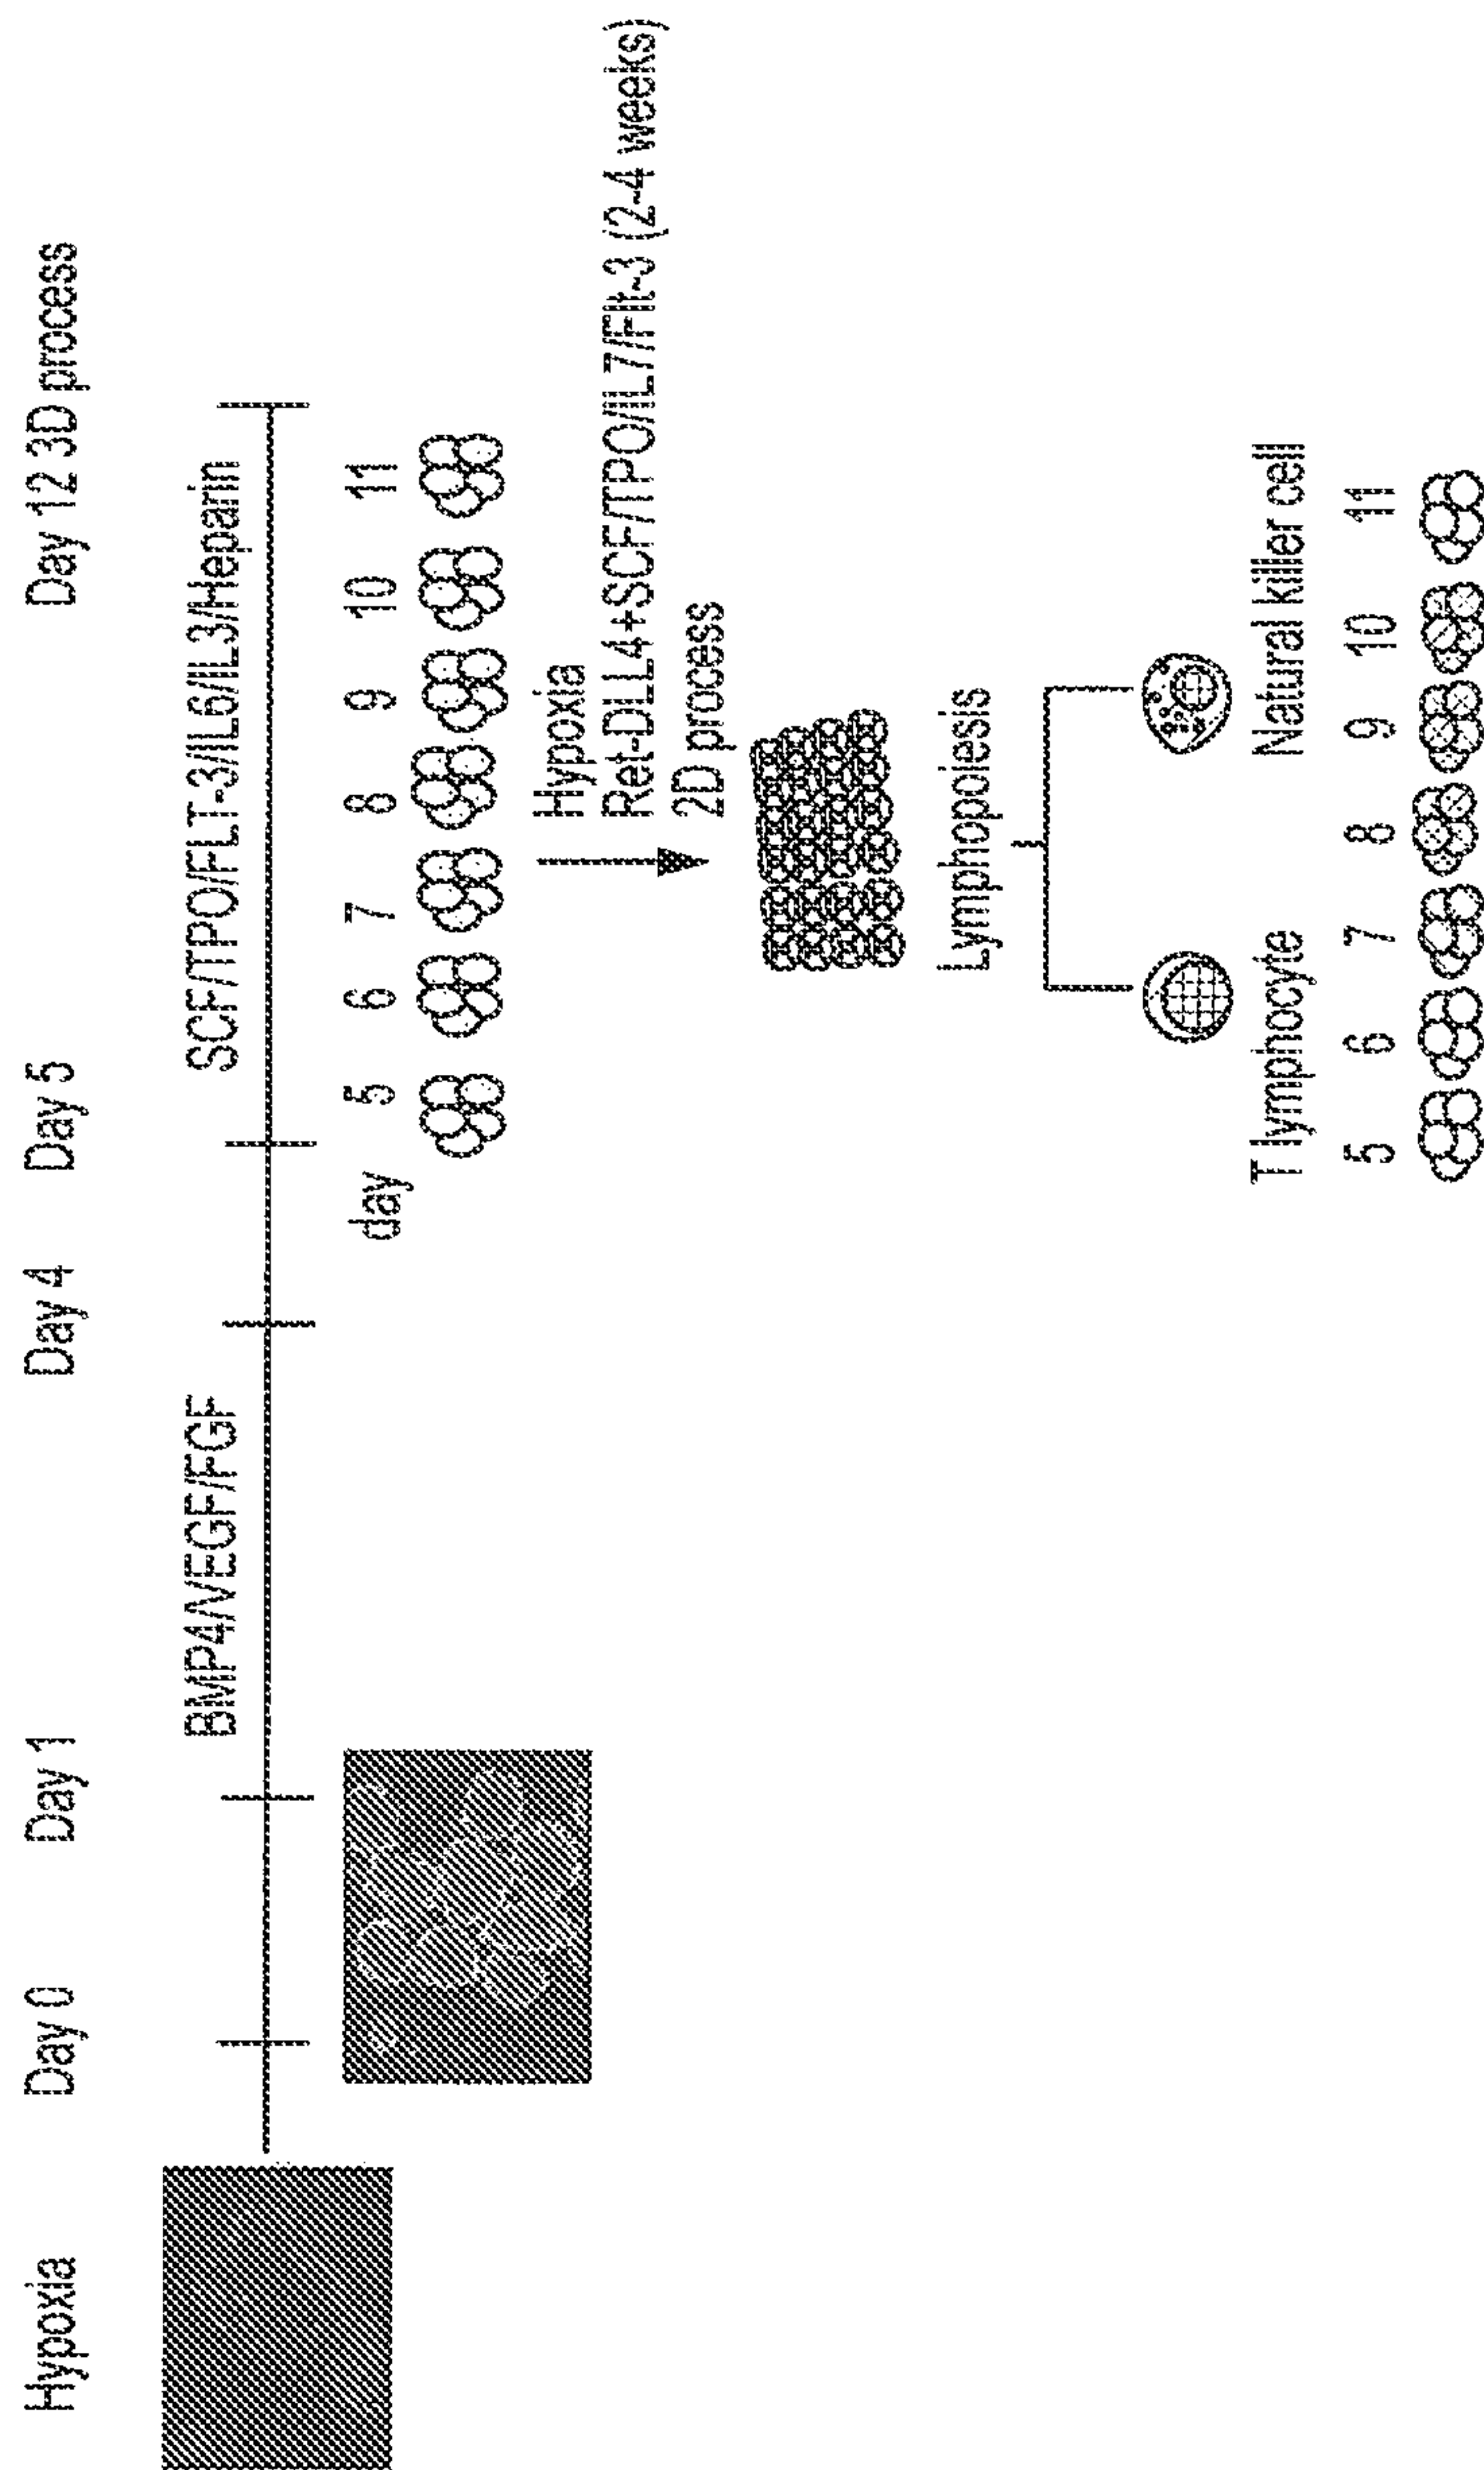 Hypoxia Day 0 Day 1 Day 4 Day 5 Day 12 3D process
BMP4/VEGF/FGF SCF/TPO/FLT-3/IL6/IL3/Heparin
day 5 6 7 8 9 10 11
Hypoxia
Ret-DLL4+SCF/TPO/IL7/Flt-3 (2-4 weeks)
2D process
Lymphopoiesis
T lymphocyte Natural killer cell
5 6 7 8 9 10 11